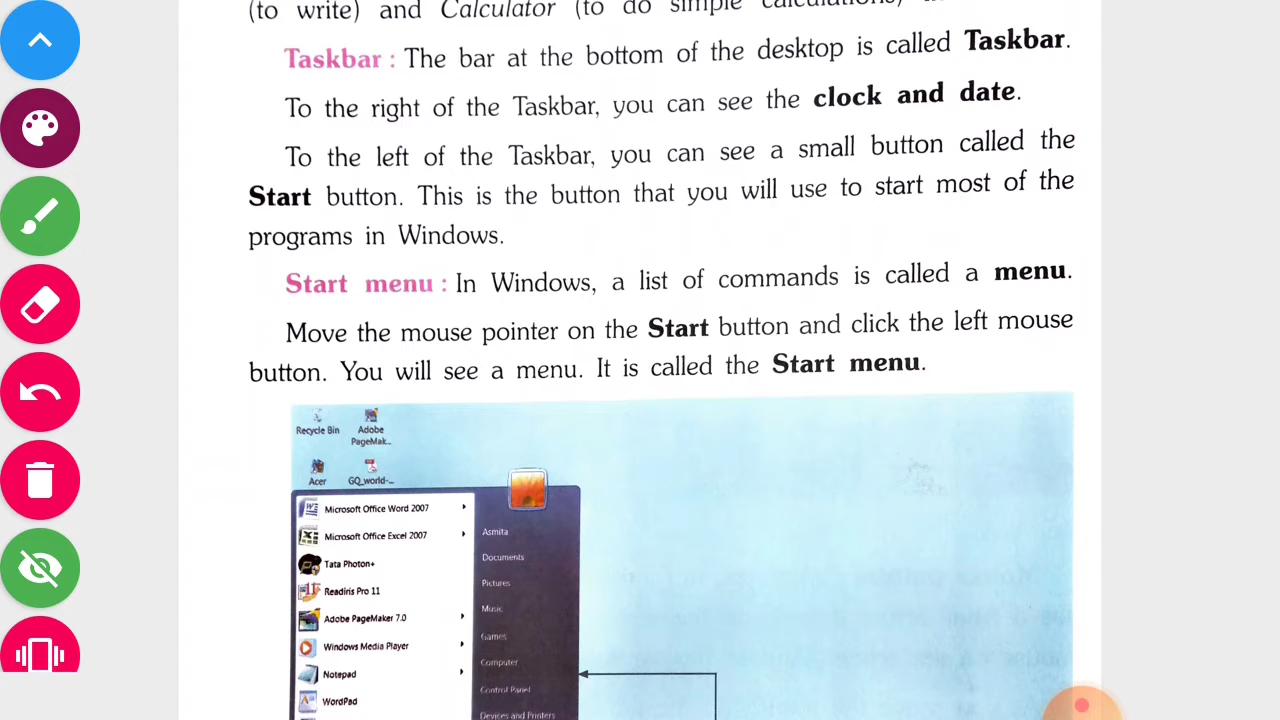 (to write) and Calculator (to do simple calculations)
Taskbar : The bar at the bottom of the desktop is called Taskbar.
To the right of the Taskbar, you can see the clock and date.
To the left of the Taskbar, you can see a small button called the
Start button. This is the button that you will use to start most of the
programs in Windows.
Start menu : In Windows, a list of commands is called a menu.
Move the mouse pointer on the Start button and click the left mouse
button. You will see a menu. It is called the Start menu.
Recycle Bin
Adobe
PageMak...
Acer
GQ_world-...
Microsoft Office Word 2007
Microsoft Office Excel 2007
Tata Photon+
Readiris Pro 11
Adobe PageMaker 7.0
Windows Media Player
Notepad
WordPad
Asmita
Documents
Pictures
Music
Games
Computer
Control Panel
Devices and Printers